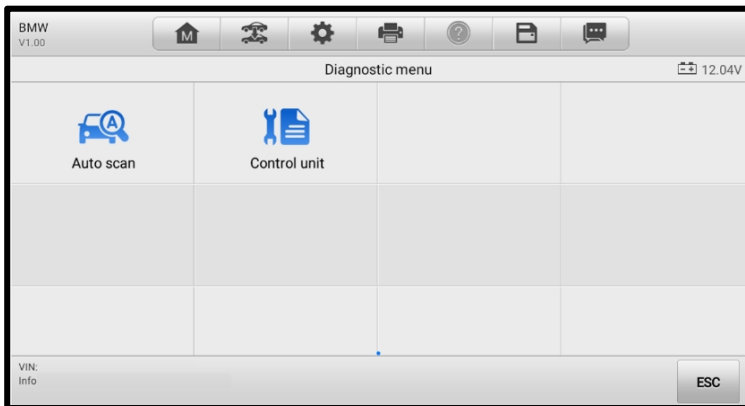 BMW
V1.00
M
?
Diagnostic menu
12.04V
A
Auto scan
Control unit
VIN:
Info
ESC